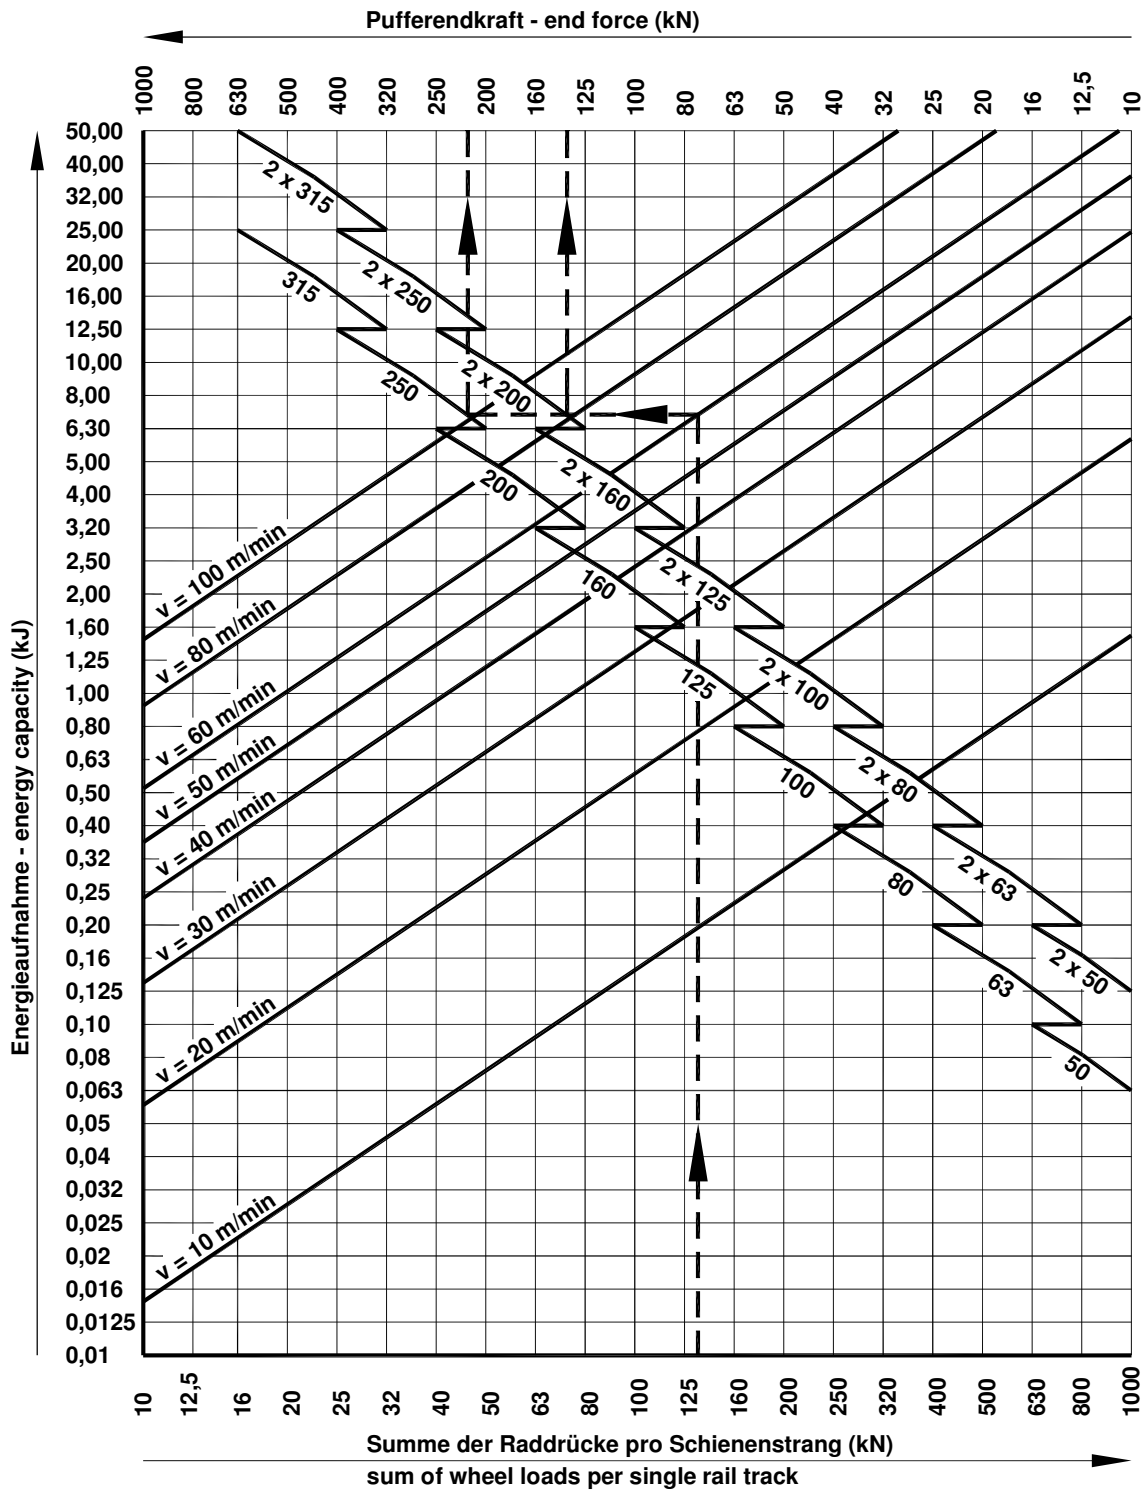 Pufferendkraft - end force (kN)
1000 800 630 500 400 320 250 200 160 125 100 80 63 50 40 32 25 20 16 12,5 10
Energieaufnahme - energy capacity (kJ)
50,00
40,00
32,00
25,00
20,00
16,00
12,50
10,00
8,00
6,30
5,00
4,00
3,20
2,50
2,00
1,60
1,25
1,00
0,80
0,63
0,50
0,40
0,32
0,25
0,20
0,16
0,125
0,10
0,08
0,063
0,05
0,04
0,032
0,025
0,02
0,016
0,0125
0,01
2 x 315
315
2 x 250
250
2 x 200
200
2 x 160
160
2 x 125
125
2 x 100
100
2 x 80
80
2 x 63
63
2 x 50
50
v = 100 m/min
v = 80 m/min
v = 60 m/min
v = 50 m/min
v = 40 m/min
v = 30 m/min
v = 20 m/min
v = 10 m/min
10 12,5 16 20 25 32 40 50 63 80 100 125 160 200 250 320 400 500 630 800 1000
Summe der Raddrücke pro Schienenstrang (kN)
sum of wheel loads per single rail track